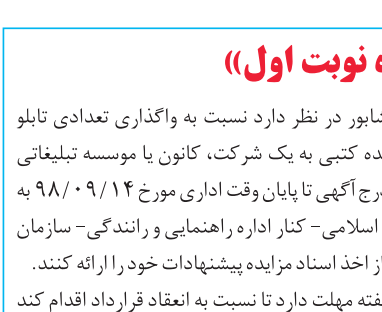 ه نوبت اول»
شابور در نظر دارد نسبت به واگذاری تعدادی تابلو
ده کتبی به یک شرکت، کانون یا موسسه تبلیغاتی
درج آگهی تا پایان وقت اداری مورخ ۹۸/۰۹/۱۴ به
اسلامی- کنار اداره راهنمایی و رانندگی- سازمان
از اخذ اسناد مزایده پیشنهادات خود را ارائه کنند.
فته مهلت دارد تا نسبت به انعقاد قرارداد اقدام کند